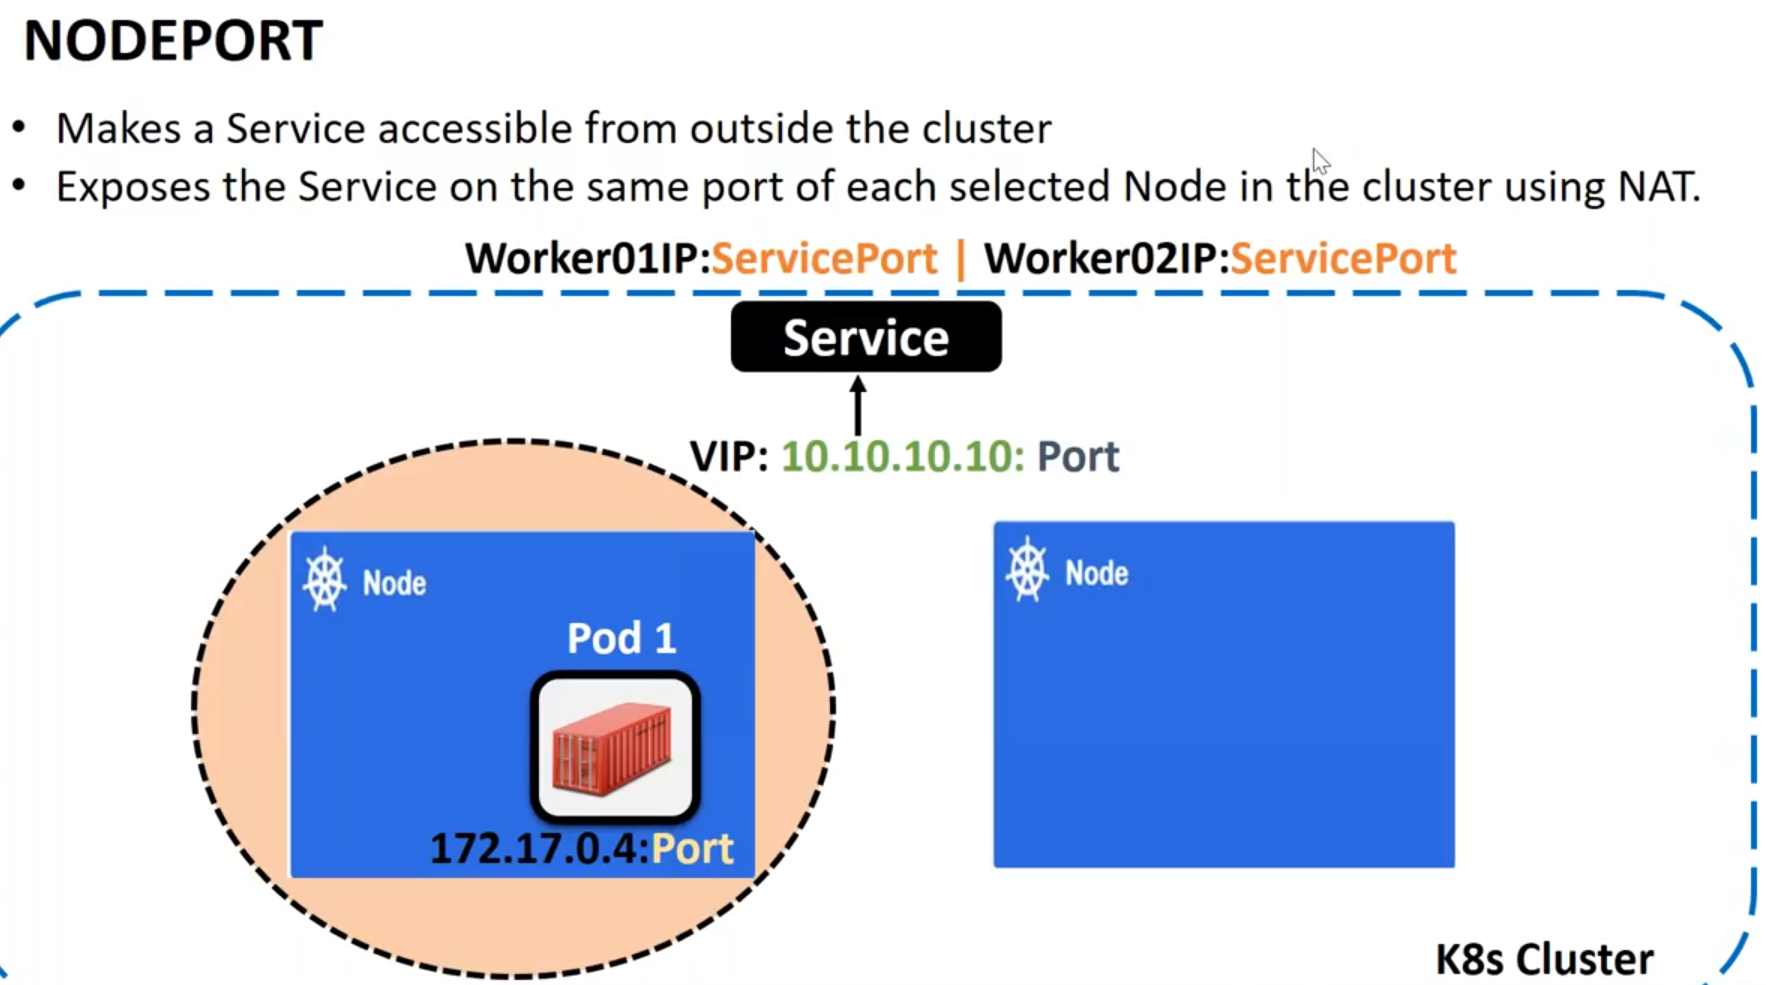 NODEPORT
• Makes a Service accessible from outside the cluster
• Exposes the Service on the same port of each selected Node in the cluster using NAT.
Worker01IP:ServicePort | Worker02IP:ServicePort
Service
VIP: 10.10.10.10: Port
Node
Pod 1
172.17.0.4:Port
Node
K8s Cluster